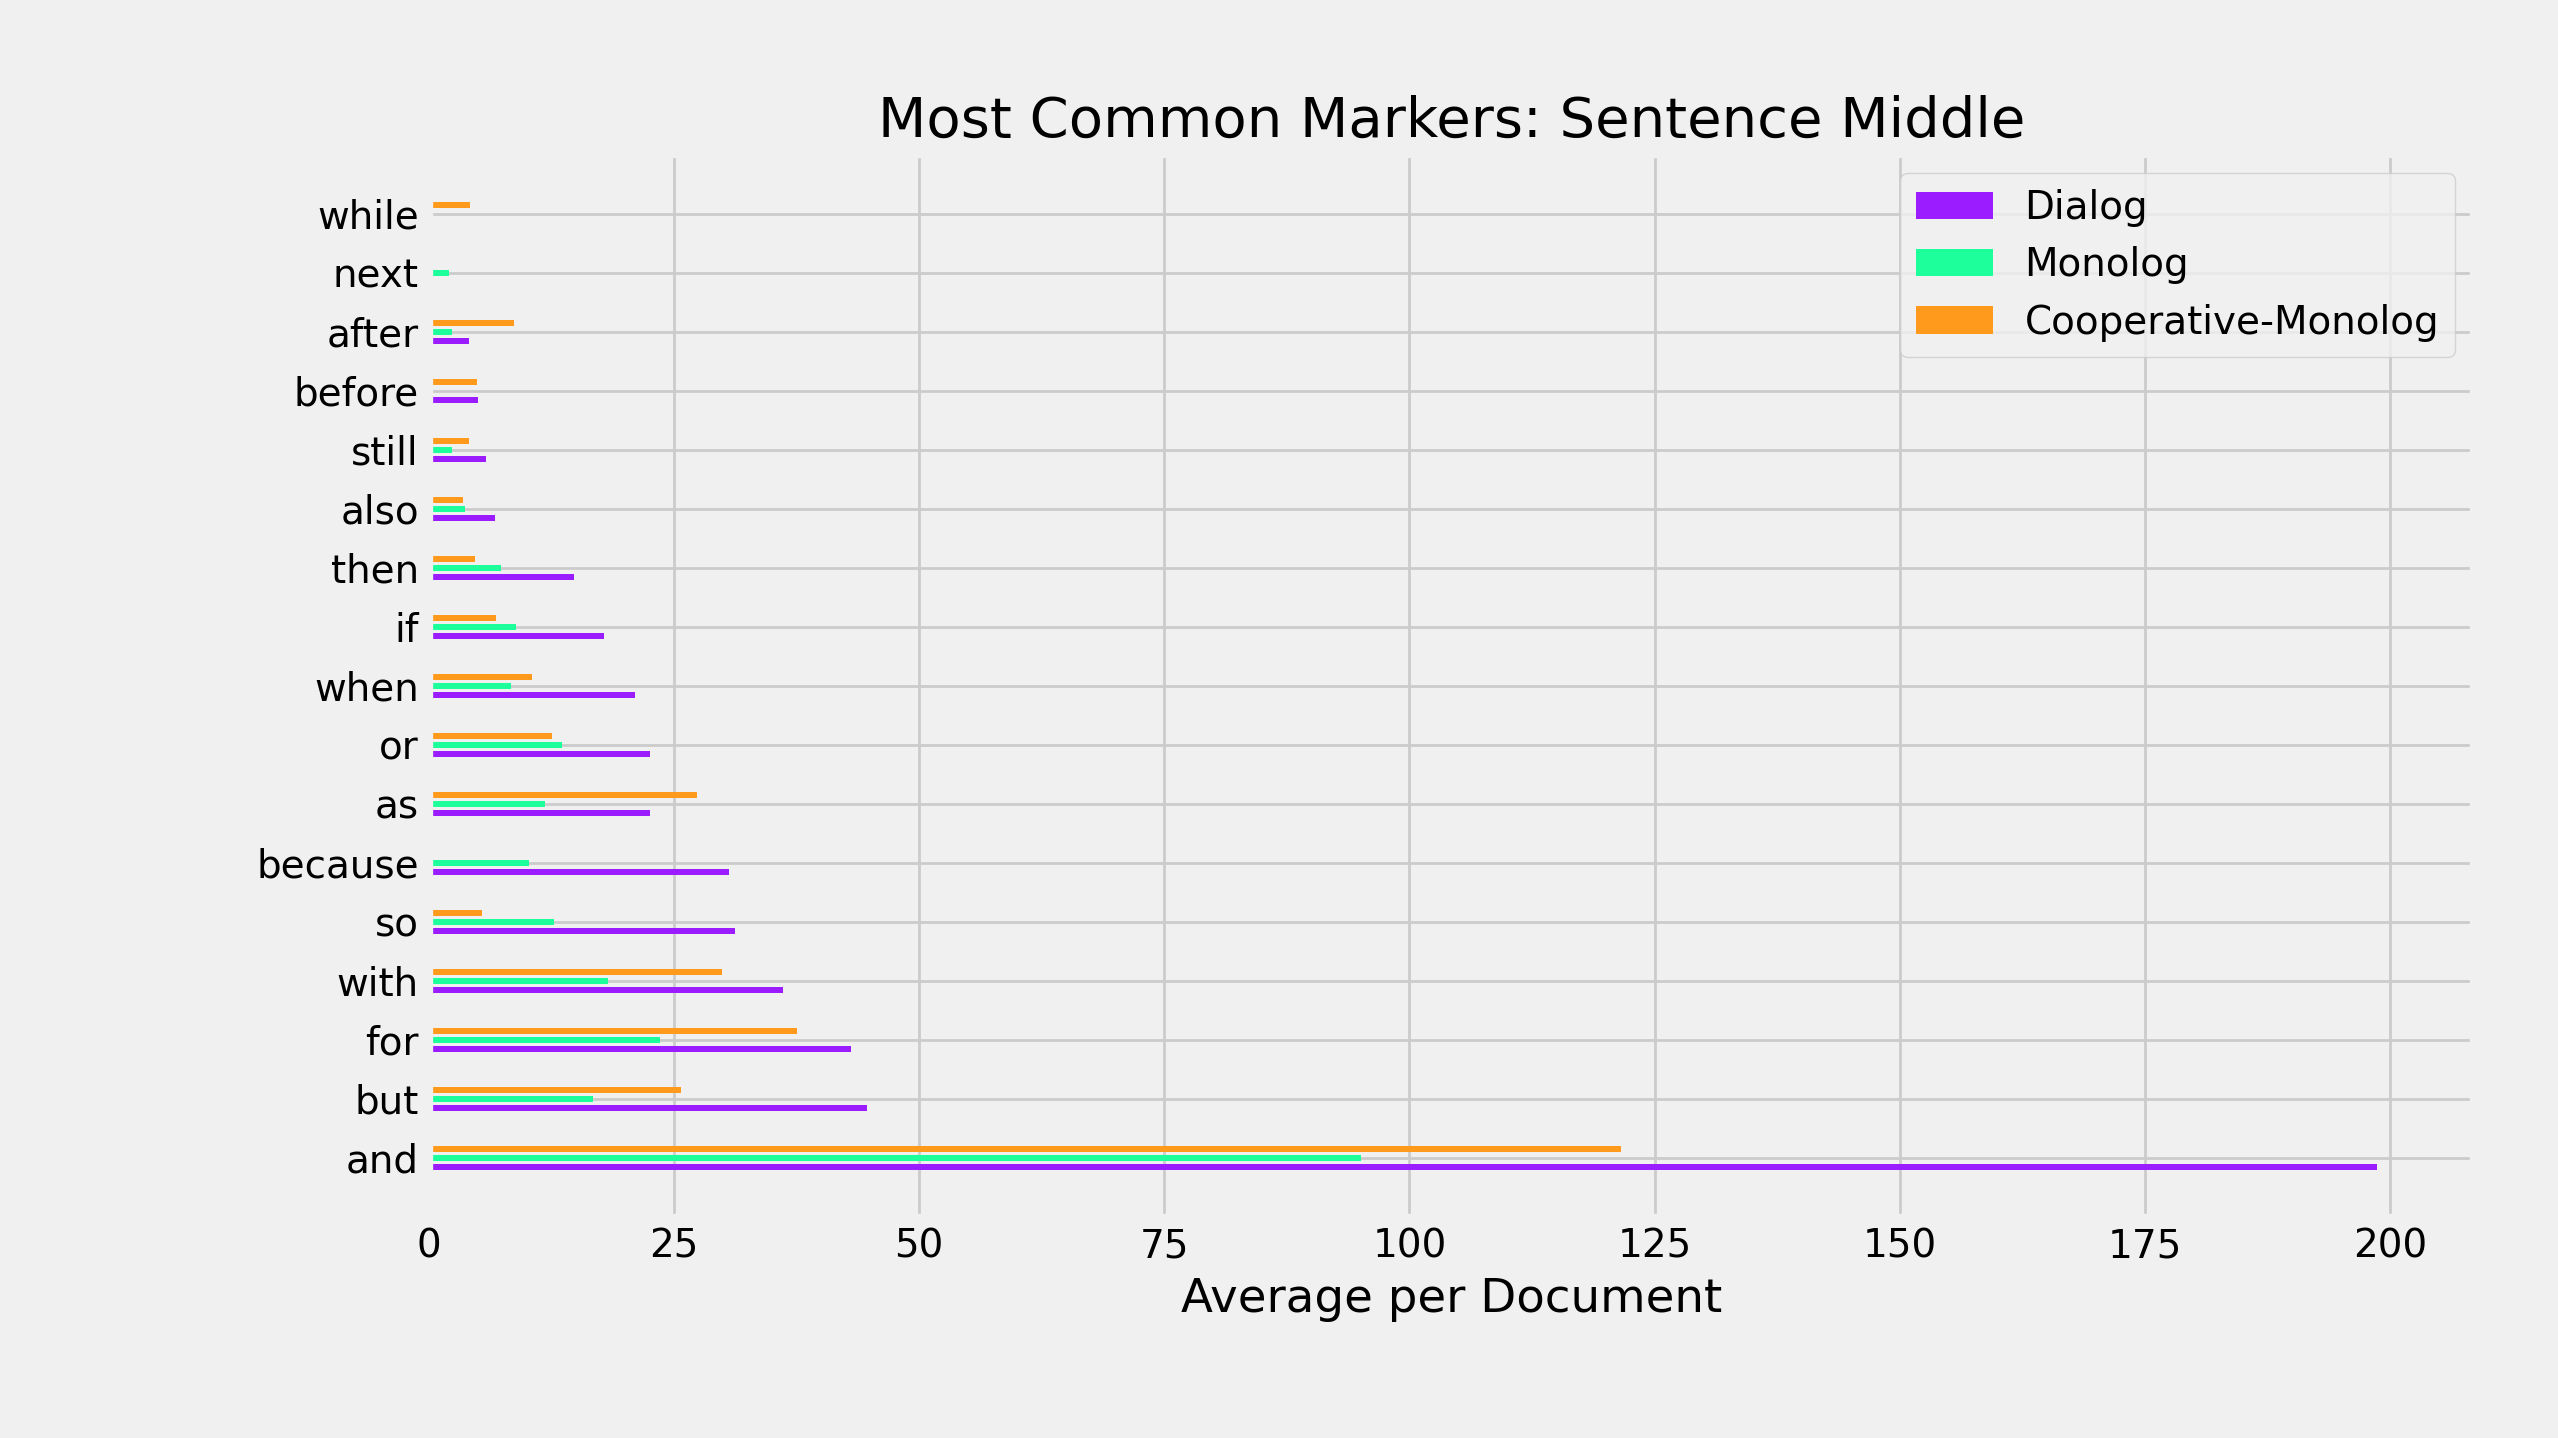 Most Common Markers: Sentence Middle
Dialog
Monolog
Cooperative-Monolog
while
next
after
before
still
also
then
if
when
or
as
because
so
with
for
but
and
0 25 50 75 100 125 150 175 200
Average per Document